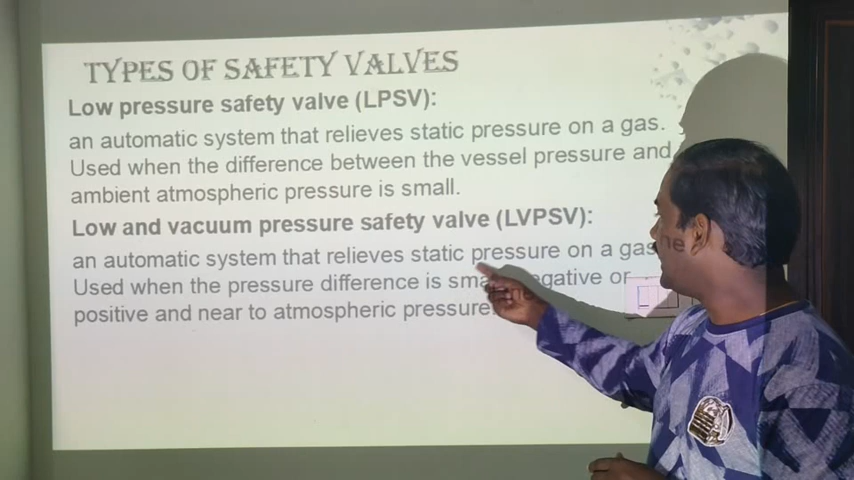 TYPES OF SAFETY VALVES
Low pressure safety valve (LPSV):
an automatic system that relieves static pressure on a gas.
Used when the difference between the vessel pressure and
ambient atmospheric pressure is small.
Low and vacuum pressure safety valve (LVPSV):
an automatic system that relieves static pressure on a gas
Used when the pressure difference is small negative or
positive and near to atmospheric pressure.